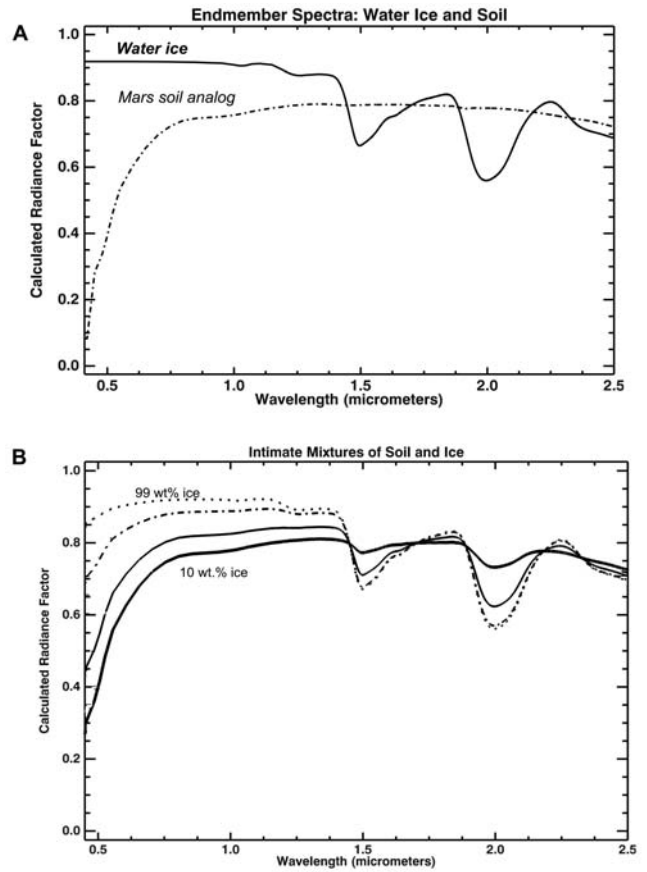 A
Endmember Spectra: Water Ice and Soil
1.0
Water ice
0.8
Mars soil analog
0.6
0.4
0.2
0.0
Calculated Radiance Factor
0.5 1.0 1.5 2.0 2.5
Wavelength (micrometers)
B
Intimate Mixtures of Soil and Ice
1.0
99 wt% ice
0.8
10 wt.% ice
0.6
0.4
0.2
0.0
Calculated Radiance Factor
0.5 1.0 1.5 2.0 2.5
Wavelength (micrometers)